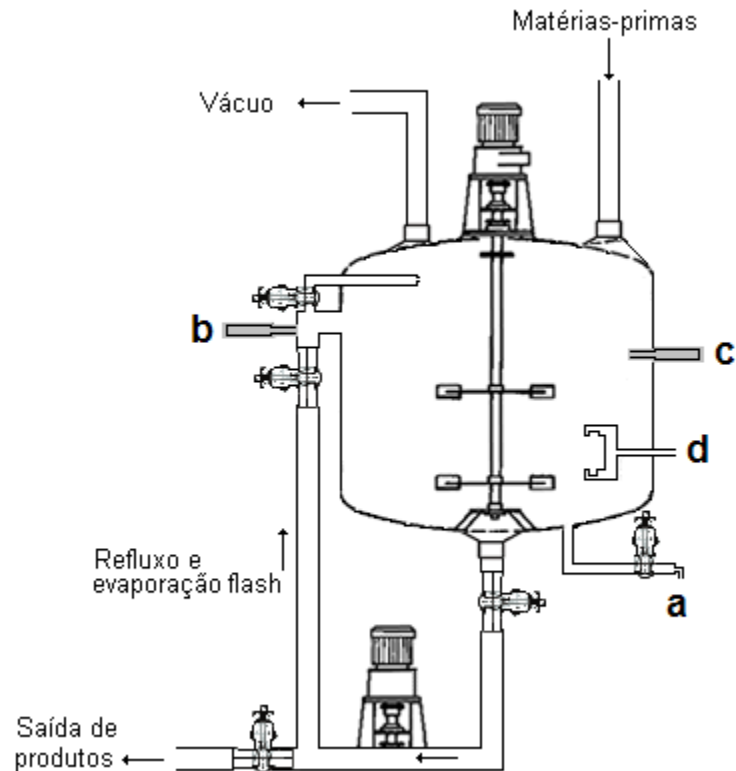 Matérias-primas
Vácuo
b
c
d
Refluxo e
evaporação flash
a
Saída de
produtos